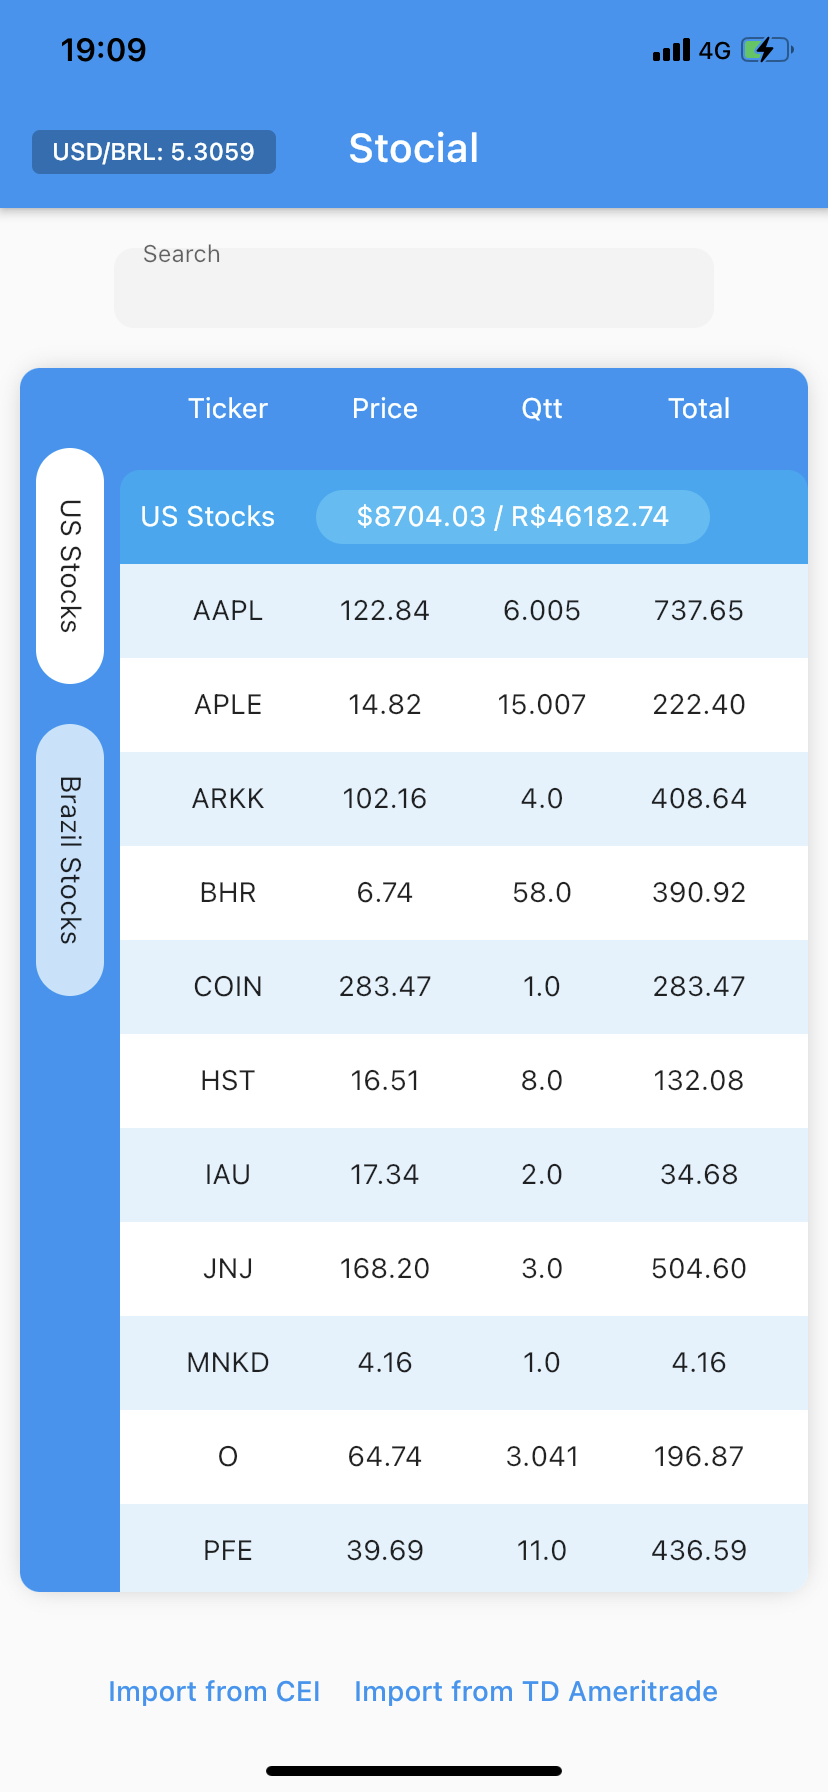 19:09 4G
USD/BRL: 5.3059 Stocial
Search
Ticker Price Qtt Total
US Stocks
Brazil Stocks
US Stocks $8704.03 / R$46182.74
AAPL 122.84 6.005 737.65
APLE 14.82 15.007 222.40
ARKK 102.16 4.0 408.64
BHR 6.74 58.0 390.92
COIN 283.47 1.0 283.47
HST 16.51 8.0 132.08
IAU 17.34 2.0 34.68
JNJ 168.20 3.0 504.60
MNKD 4.16 1.0 4.16
O 64.74 3.041 196.87
PFE 39.69 11.0 436.59
Import from CEI Import from TD Ameritrade